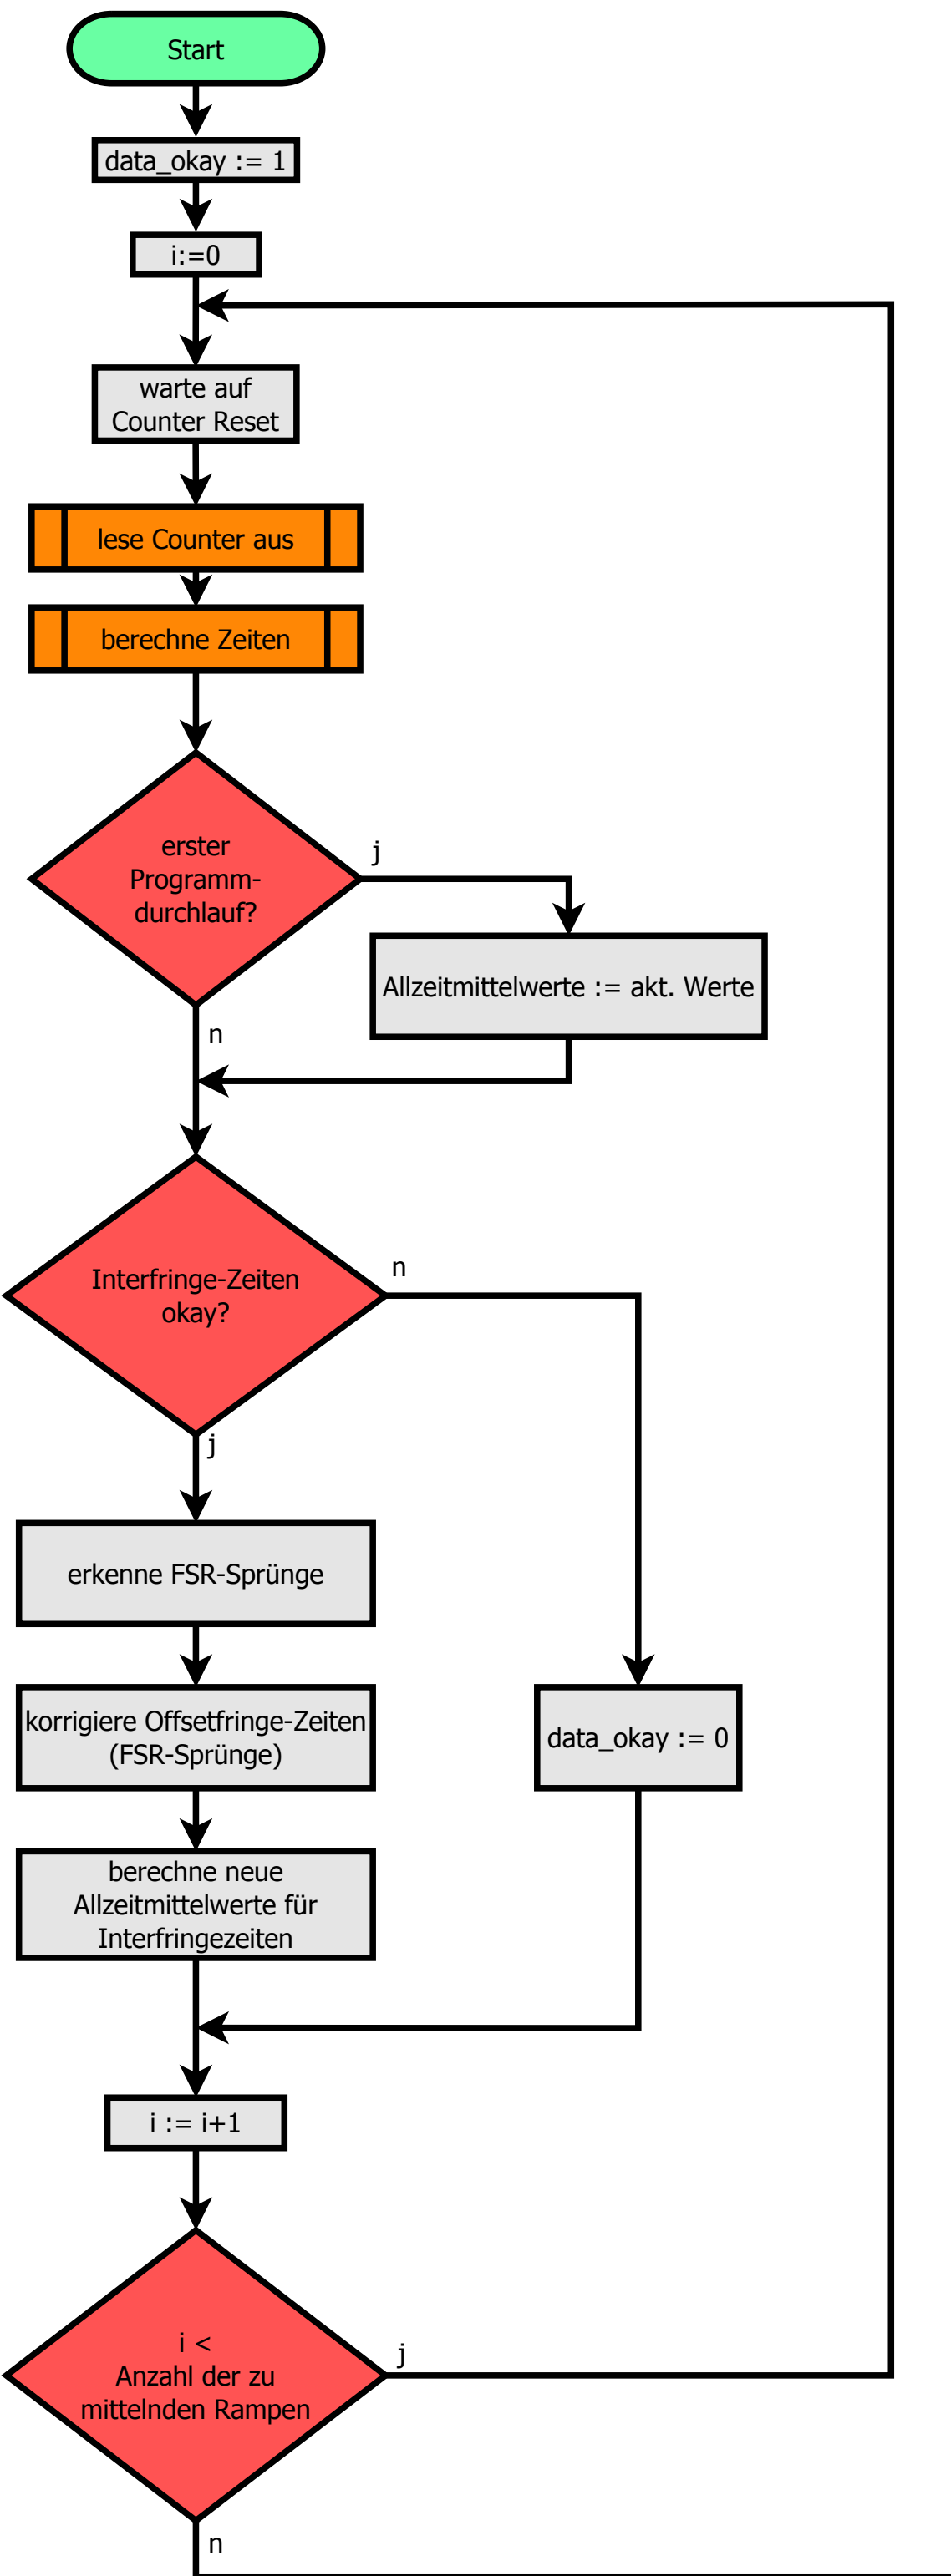 Start
data_okay := 1
i:=0
warte auf
Counter Reset
lese Counter aus
berechne Zeiten
erster
Programm-
durchlauf?
j
Allzeitmittelwerte := akt. Werte
n
Interfringe-Zeiten
okay?
n
j
erkenne FSR-Sprünge
korrigiere Offsetfringe-Zeiten
(FSR-Sprünge)
data_okay := 0
berechne neue
Allzeitmittelwerte für
Interfringezeiten
i := i+1
i <
Anzahl der zu
mittelnden Rampen
j
n